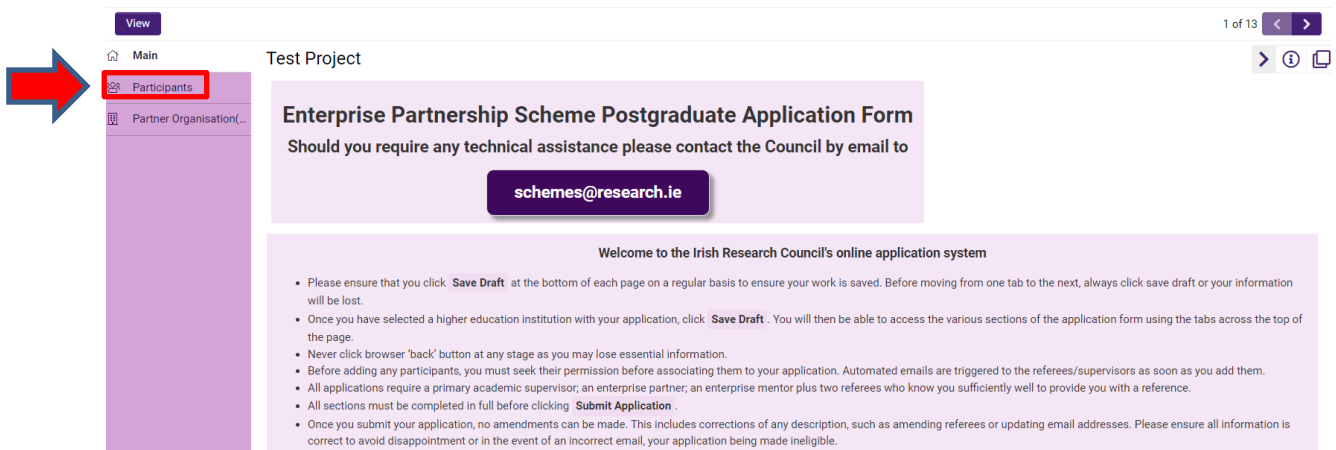 View
1 of 13
Main
Participants
Partner Organisation(...
Test Project
Enterprise Partnership Scheme Postgraduate Application Form
Should you require any technical assistance please contact the Council by email to
schemes@research.ie
Welcome to the Irish Research Council's online application system
• Please ensure that you click Save Draft at the bottom of each page on a regular basis to ensure your work is saved. Before moving from one tab to the next, always click save draft or your information
will be lost.
• Once you have selected a higher education institution with your application, click Save Draft . You will then be able to access the various sections of the application form using the tabs across the top of
the page.
• Never click browser 'back' button at any stage as you may lose essential information.
• Before adding any participants, you must seek their permission before associating them to your application. Automated emails are triggered to the referees/supervisors as soon as you add them.
• All applications require a primary academic supervisor; an enterprise partner; an enterprise mentor plus two referees who know you sufficiently well to provide you with a reference.
• All sections must be completed in full before clicking Submit Application .
• Once you submit your application, no amendments can be made. This includes corrections of any description, such as amending referees or updating email addresses. Please ensure all information is
correct to avoid disappointment or in the event of an incorrect email, your application being made ineligible.